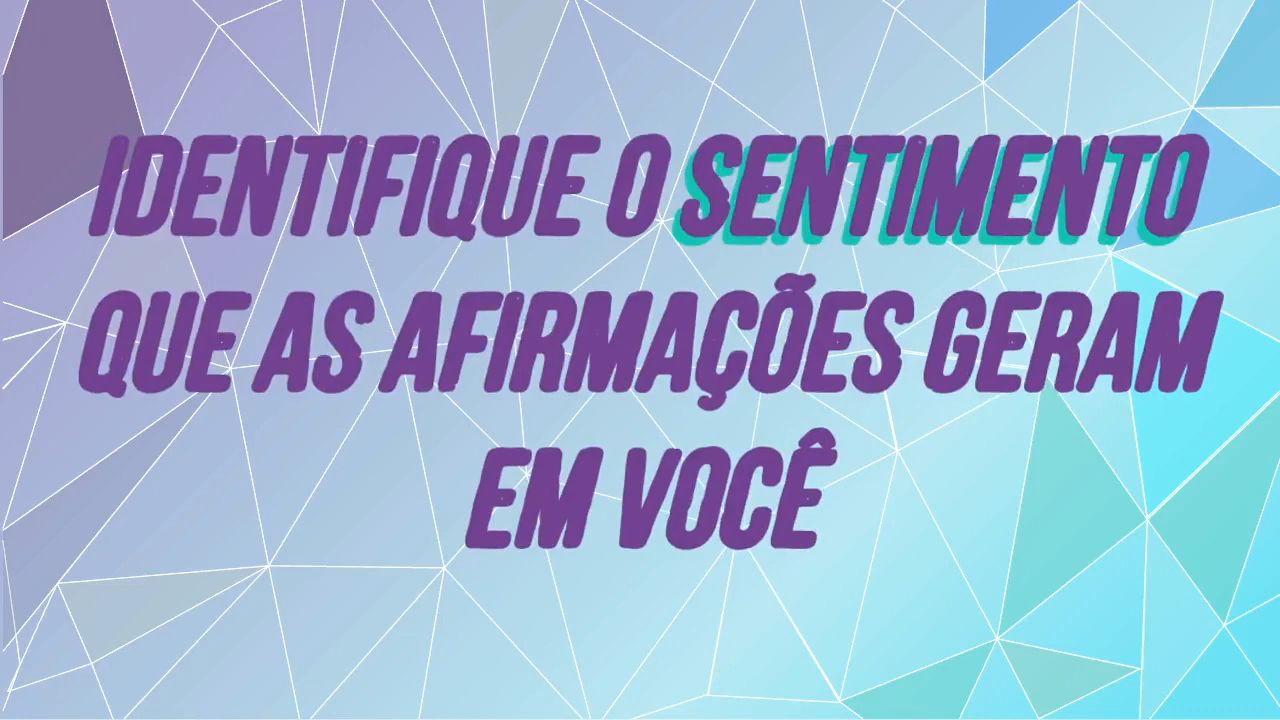 IDENTIFIQUE O SENTIMENTO
QUE AS AFIRMAÇÕES GERAM
EM VOCÊ